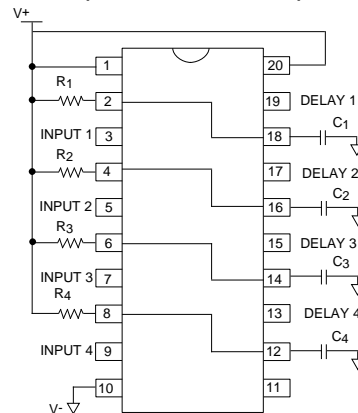 V+
1 20
R1
2 19 DELAY 1
C1
INPUT 1 3 18
R2
4 17 DELAY 2
C2
INPUT 2 5 16
R3
6 15 DELAY 3
C3
INPUT 3 7 14
R4
8 13 DELAY 4
C4
INPUT 4 9 12
10 11
V-